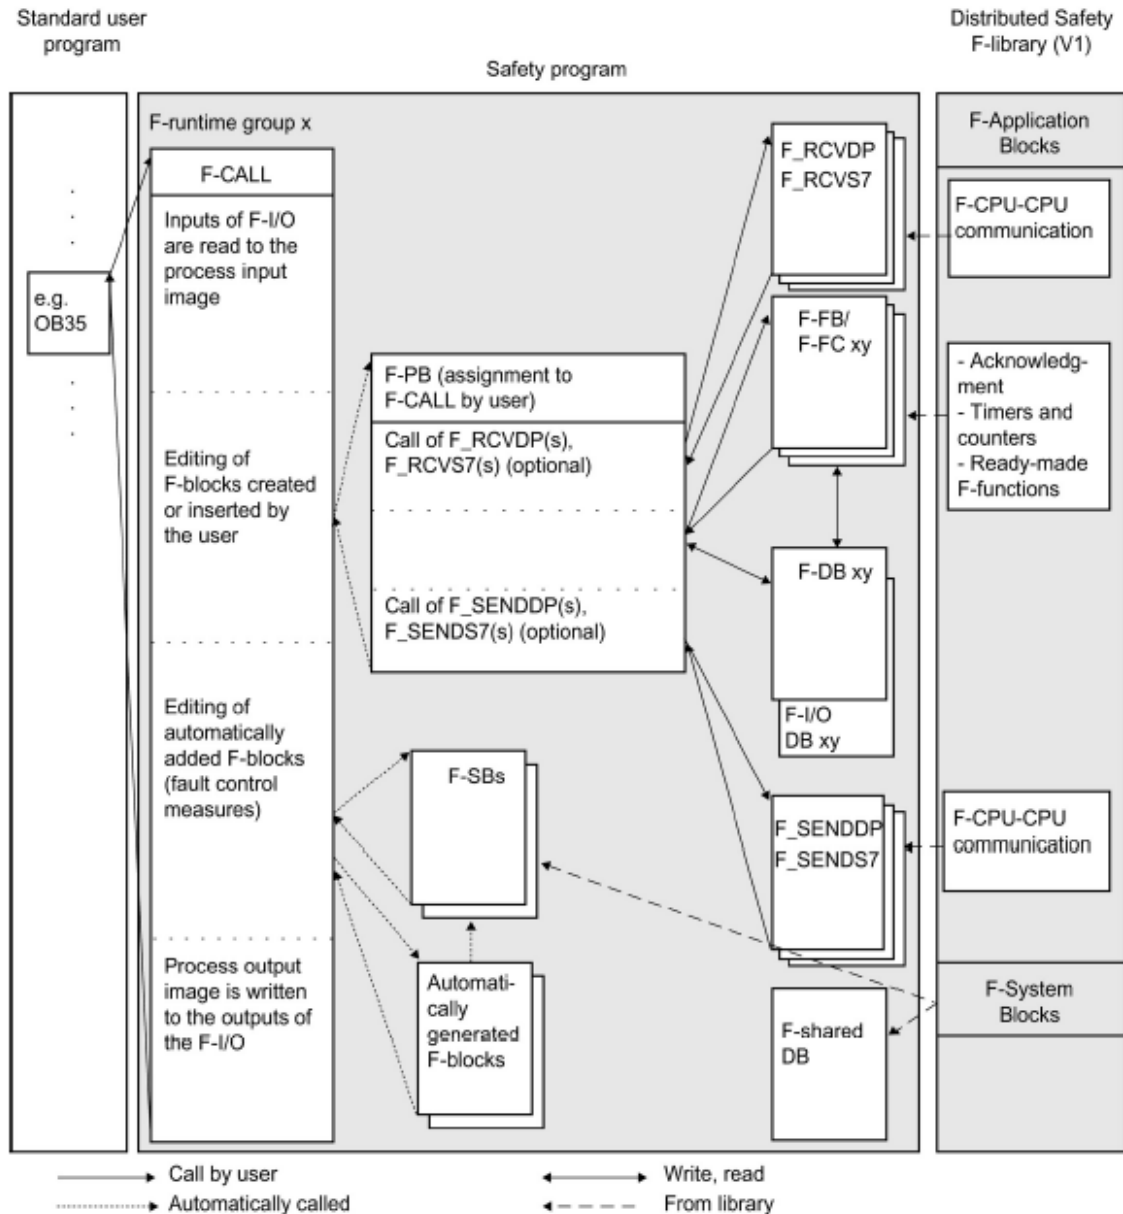 Standard user
program
Distributed Safety
F-library (V1)
Safety program
F-runtime group x
F-CALL
Inputs of F-I/O
are read to the
process input
image
Editing of
F-blocks created
or inserted by
the user
Editing of
automatically
added F-blocks
(fault control
measures)
Process output
image is written
to the outputs of
the F-I/O
e.g.
OB35
F-PB (assignment to
F-CALL by user)
Call of F_RCVDP(s),
F_RCVS7(s) (optional)
Call of F_SENDDP(s),
F_SENDS7(s) (optional)
F-SBs
Automati-
cally
generated
F-blocks
F_RCVDP
F_RCVS7
F-FB/
F-FC xy
F-DB xy
F-I/O
DB xy
F_SENDDP
F_SENDS7
F-shared
DB
F-Application
Blocks
F-CPU-CPU
communication
- Acknowledg-
ment
- Timers and
counters
- Ready-made
F-functions
F-CPU-CPU
communication
F-System
Blocks
Call by user
Write, read
Automatically called
From library